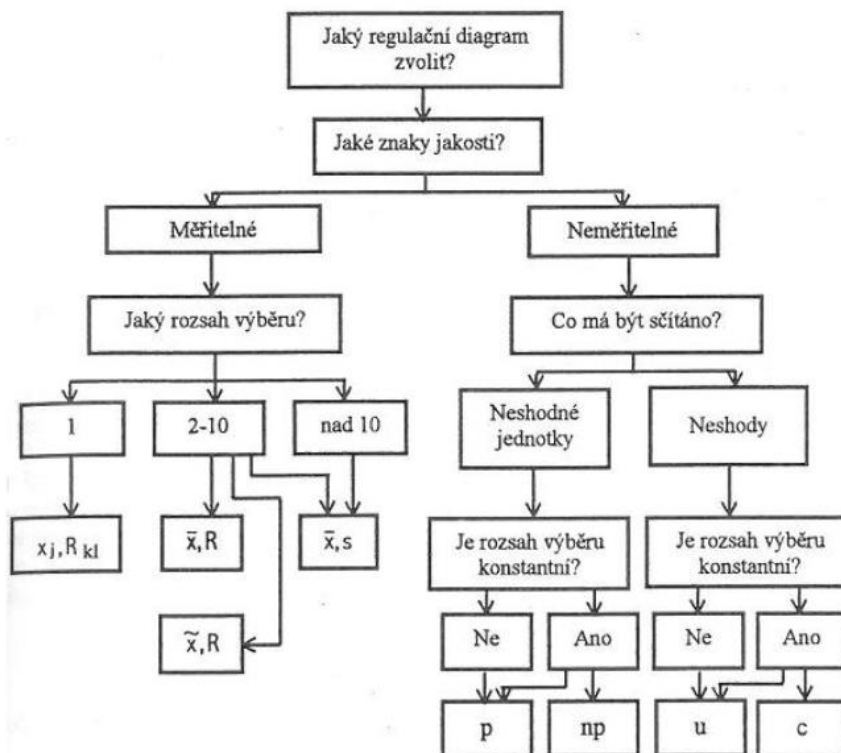 Jaký regulační diagram
zvolit?
Jaké znaky jakosti?
Měřitelné
Neměřitelné
Jaký rozsah výběru?
Co má být sčítáno?
1
2-10
nad 10
Neshodné
jednotky
Neshody
x̄,R
x̄,s
xj,Rkl
x̃,R
Je rozsah výběru
konstantní?
Je rozsah výběru
konstantní?
Ne
Ano
Ne
Ano
p
np
u
c